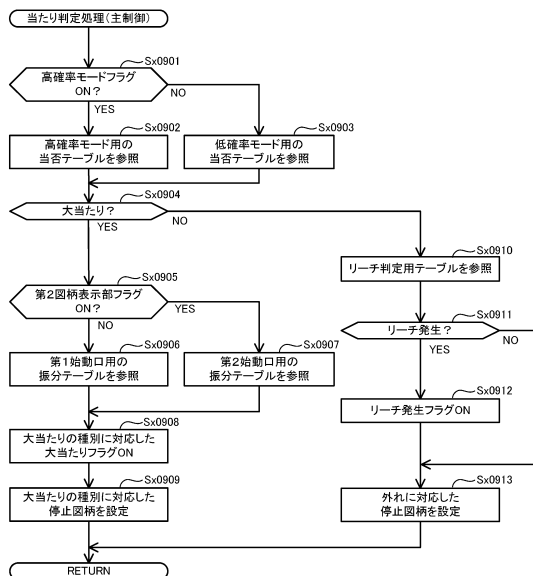 当たり判定処理(主制御)
Sx0901
高確率モードフラグ
ON?
NO
YES
Sx0902
高確率モード用の
当否テーブルを参照
Sx0903
低確率モード用の
当否テーブルを参照
Sx0904
大当たり?
NO
YES
Sx0905
第2図柄表示部フラグ
ON?
YES
NO
Sx0906
第1始動口用の
振分テーブルを参照
Sx0907
第2始動口用の
振分テーブルを参照
Sx0908
大当たりの種別に対応した
大当たりフラグON
Sx0909
大当たりの種別に対応した
停止図柄を設定
Sx0910
リーチ判定用テーブルを参照
Sx0911
リーチ発生?
NO
YES
Sx0912
リーチ発生フラグON
Sx0913
外れに対応した
停止図柄を設定
RETURN